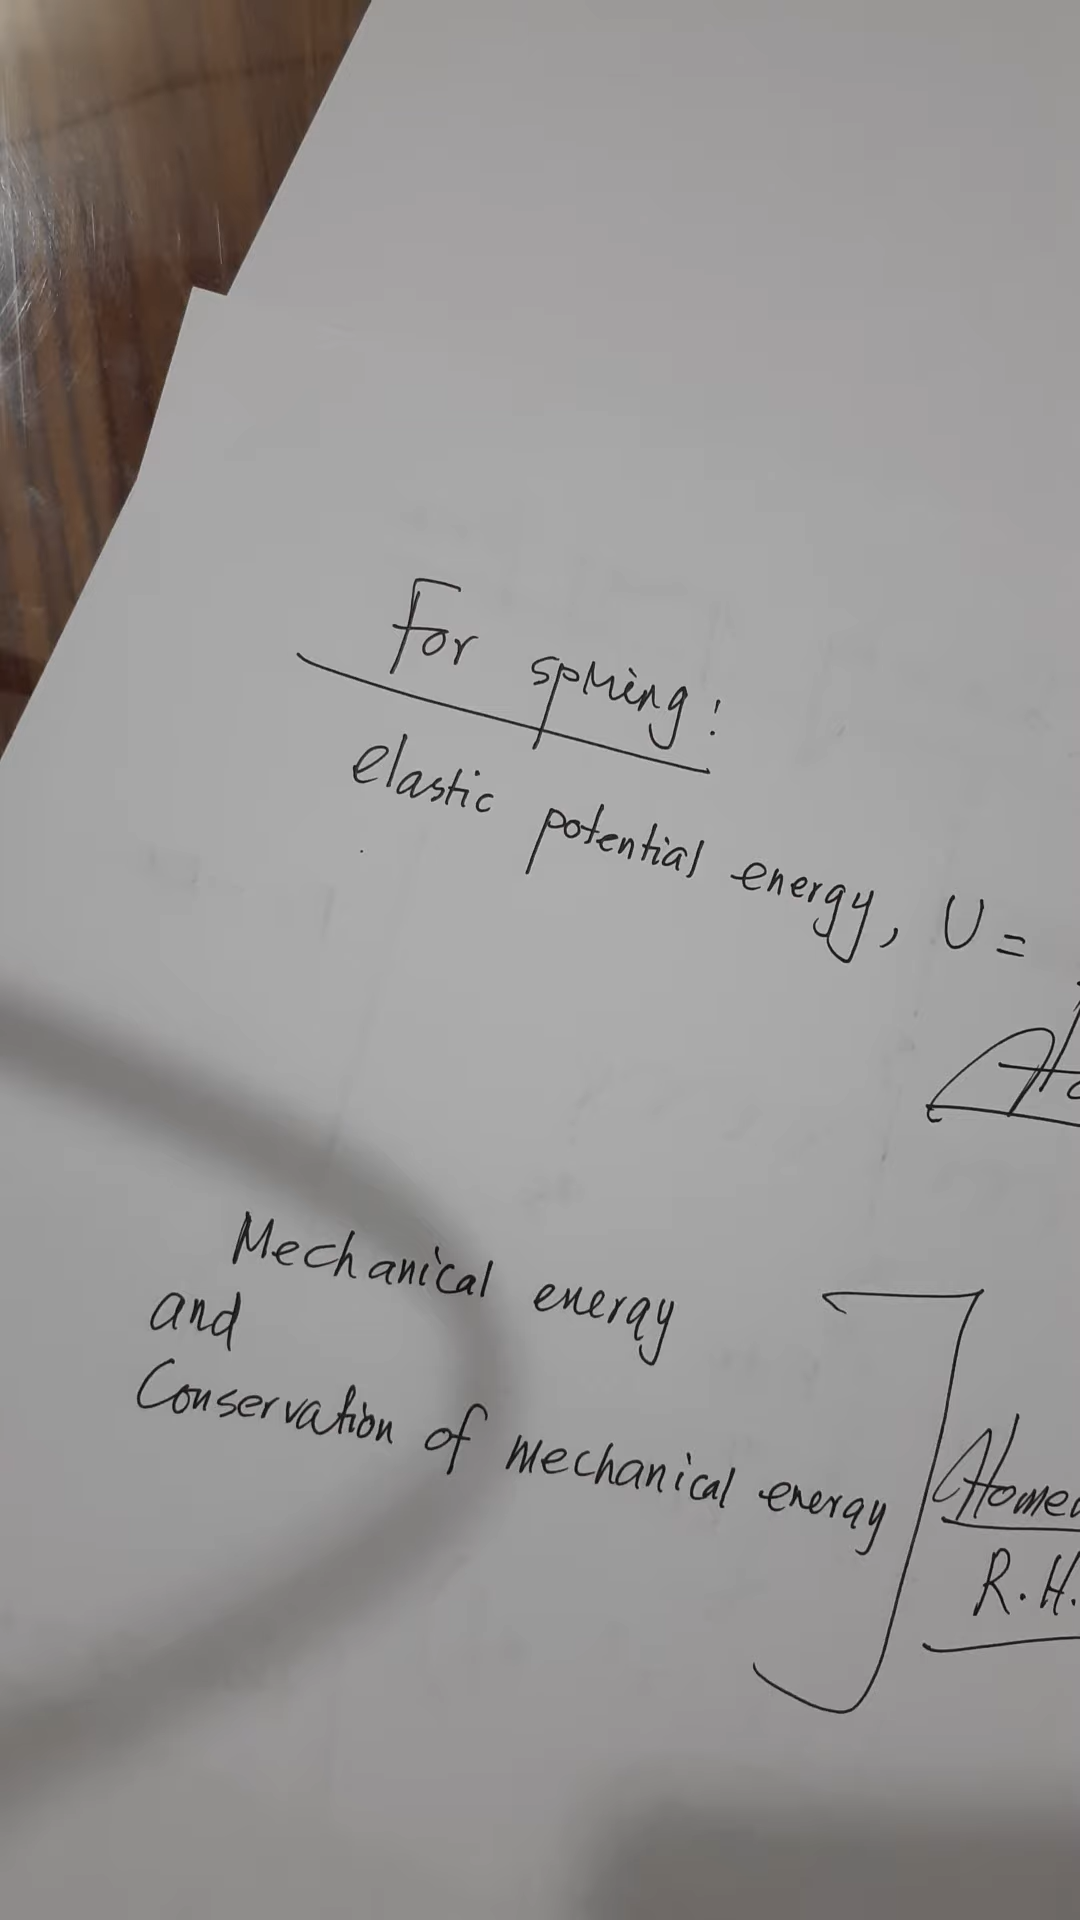 For spring:
elastic potential energy, U =
Mechanical energy
and
Conservation of mechanical energy
R.H.